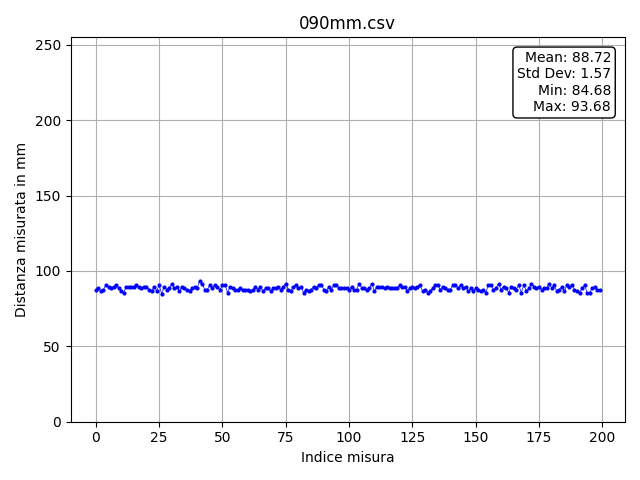 090mm.csv
Mean: 88.72
Std Dev: 1.57
Min: 84.68
Max: 93.68
Distanza misurata in mm
250
200
150
100
50
0
0 25 50 75 100 125 150 175 200
Indice misura